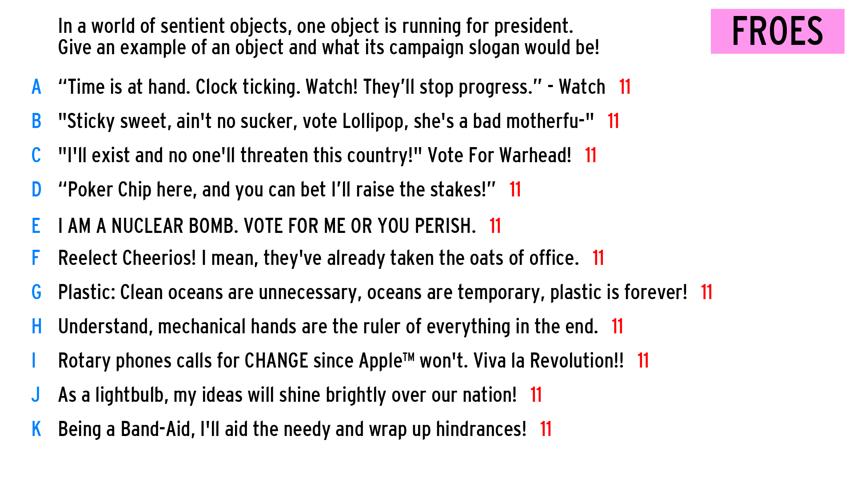 In a world of sentient objects, one object is running for president.
Give an example of an object and what its campaign slogan would be!
FROES
A “Time is at hand. Clock ticking. Watch! They’ll stop progress.” - Watch 11
B "Sticky sweet, ain't no sucker, vote Lollipop, she's a bad motherfu-" 11
C "I'll exist and no one'll threaten this country!" Vote For Warhead! 11
D “Poker Chip here, and you can bet I’ll raise the stakes!” 11
E I AM A NUCLEAR BOMB. VOTE FOR ME OR YOU PERISH. 11
F Reelect Cheerios! I mean, they've already taken the oats of office. 11
G Plastic: Clean oceans are unnecessary, oceans are temporary, plastic is forever! 11
H Understand, mechanical hands are the ruler of everything in the end. 11
I Rotary phones calls for CHANGE since Apple™ won't. Viva la Revolution!! 11
J As a lightbulb, my ideas will shine brightly over our nation! 11
K Being a Band-Aid, I'll aid the needy and wrap up hindrances! 11